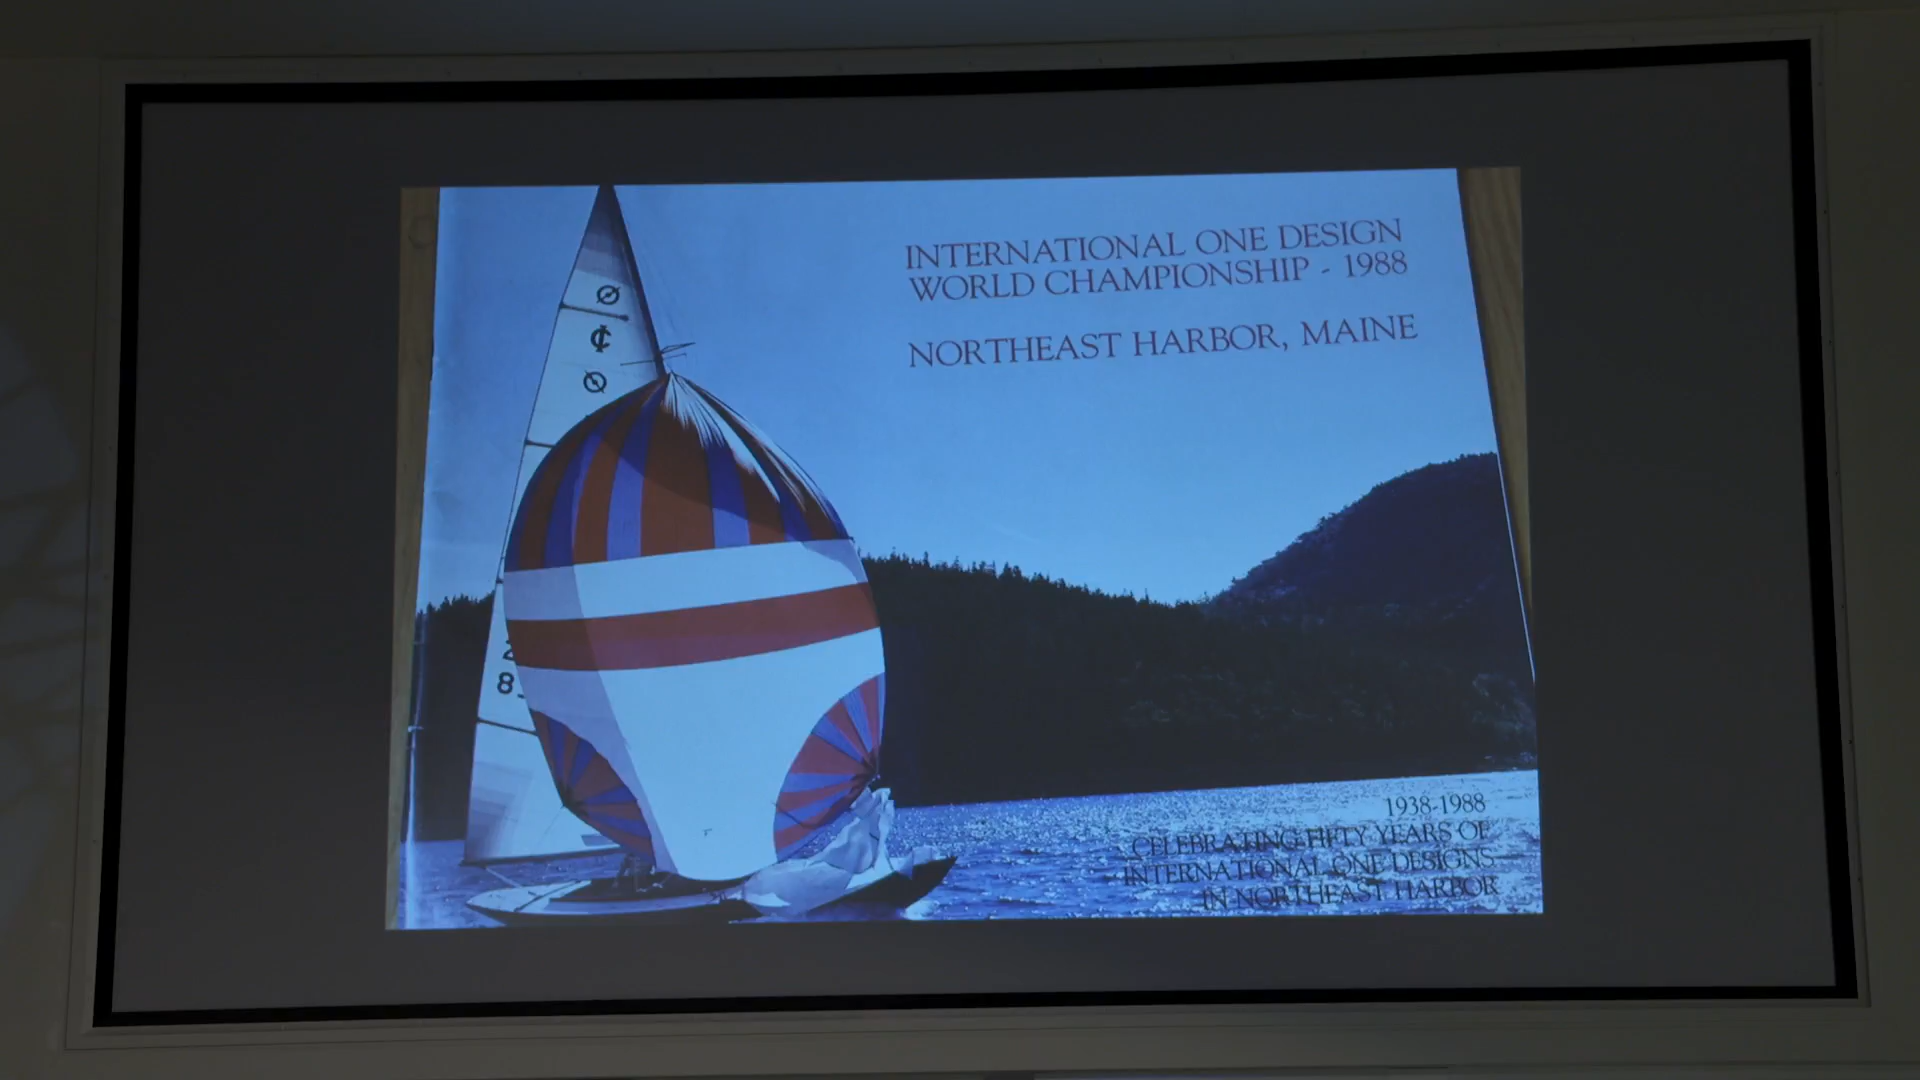 INTERNATIONAL ONE DESIGN
WORLD CHAMPIONSHIP - 1988
NORTHEAST HARBOR, MAINE
1938-1988
CELEBRATING FIFTY YEARS OF
INTERNATIONAL ONE DESIGNS
IN NORTHEAST HARBOR